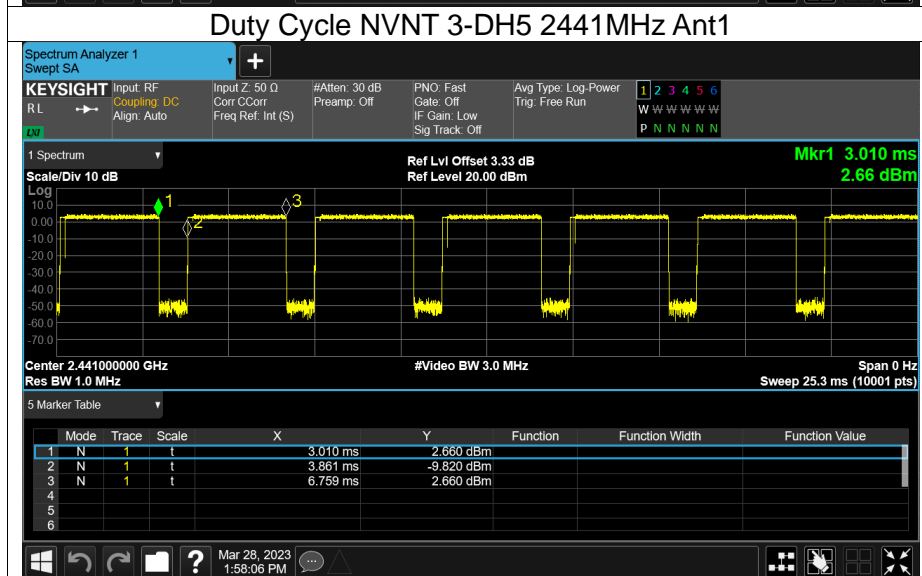 Duty Cycle NVNT 3-DH5 2441MHz Ant1
Spectrum Analyzer 1
Swept SA
KEYSIGHT Input: RF Input Z: 50 Ω #Atten: 30 dB PNO: Fast Avg Type: Log-Power 1 2 3 4 5 6
R L Coupling: DC Corr CCorr Preamp: Off Gate: Off Trig: Free Run W W W W W W
Align: Auto Freq Ref: Int (S) IF Gain: Low
LXI Sig Track: Off P N N N N N
1 Spectrum Ref Lvl Offset 3.33 dB Mkr1 3.010 ms
Scale/Div 10 dB Ref Level 20.00 dBm 2.66 dBm
Log
10.0
0.00
-10.0
-20.0
-30.0
-40.0
-50.0
-60.0
-70.0
1
2
3
Center 2.441000000 GHz #Video BW 3.0 MHz Span 0 Hz
Res BW 1.0 MHz Sweep 25.3 ms (10001 pts)
5 Marker Table
Mode Trace Scale X Y Function Function Width Function Value
1 N 1 t 3.010 ms 2.660 dBm
2 N 1 t 3.861 ms -9.820 dBm
3 N 1 t 6.759 ms 2.660 dBm
4
5
6
? Mar 28, 2023
1:58:06 PM